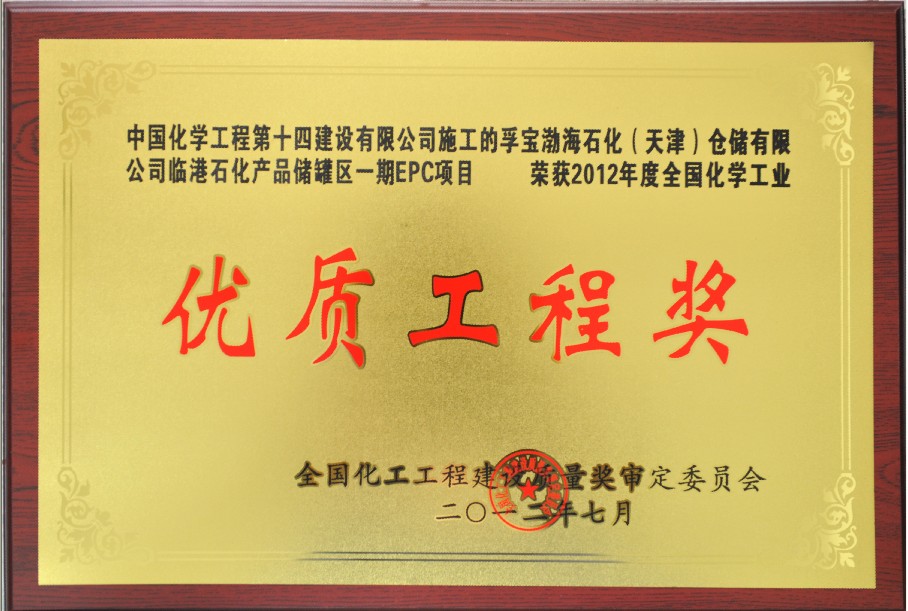 中国化学工程第十四建设有限公司施工的孚宝渤海石化（天津）仓储有限
公司临港石化产品储罐区一期EPC项目 荣获2012年度全国化学工业
优质工程奖
全国化工工程建设质量奖审定委员会
二〇一二年七月